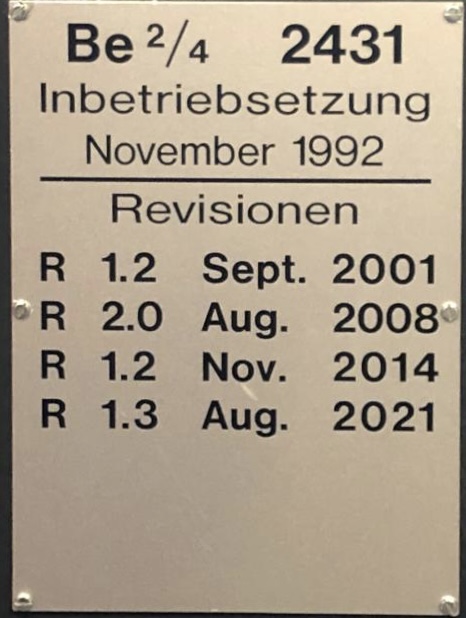 Be 2/4 2431
Inbetriebsetzung
November 1992
Revisionen
R 1.2 Sept. 2001
R 2.0 Aug. 2008
R 1.2 Nov. 2014
R 1.3 Aug. 2021